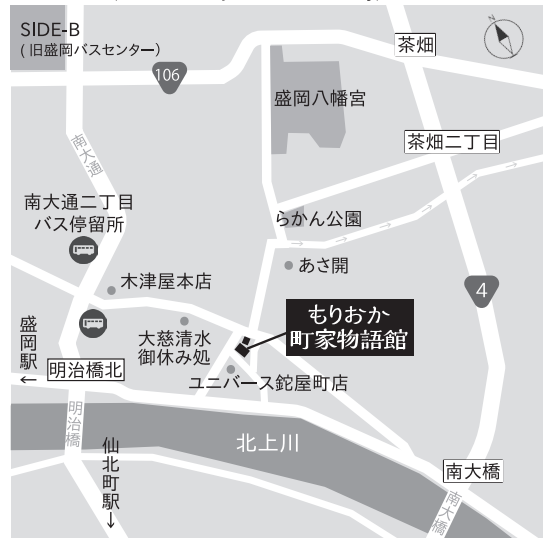 SIDE-B
(旧盛岡バスセンター)
N
106
茶畑
盛岡八幡宮
茶畑二丁目
南大通
南大通二丁目
バス停留所
らかん公園
あさ開
木津屋本店
4
もりおか
町家物語館
大慈清水
御休み処
盛岡駅
←
明治橋北
ユニバース鉈屋町店
明治橋
北上川
仙北町駅→
南大橋
南大橋